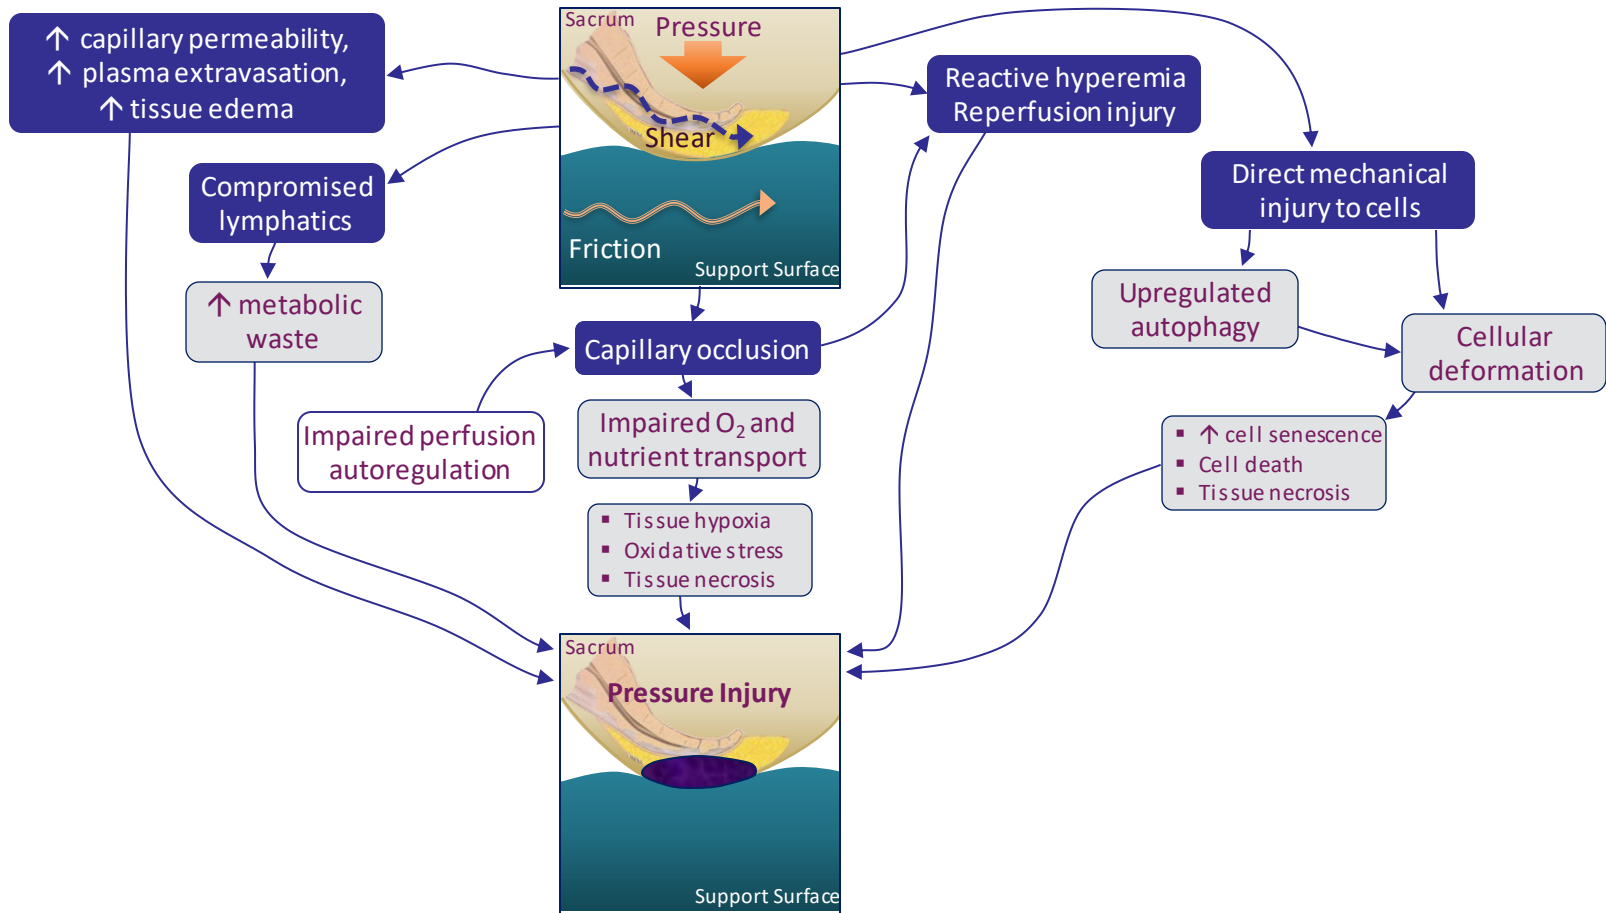 ↑ capillary permeability,
↑ plasma extravasation,
↑ tissue edema
Sacrum
Pressure
Shear
Friction
Support Surface
Reactive hyperemia
Reperfusion injury
Direct mechanical
injury to cells
Compromised
lymphatics
↑ metabolic
waste
Upregulated
autophagy
Cellular
deformation
Capillary occlusion
Impaired perfusion
autoregulation
Impaired O₂ and
nutrient transport
▪ ↑ cell senescence
▪ Cell death
▪ Tissue necrosis
▪ Tissue hypoxia
▪ Oxidative stress
▪ Tissue necrosis
Sacrum
Pressure Injury
Support Surface